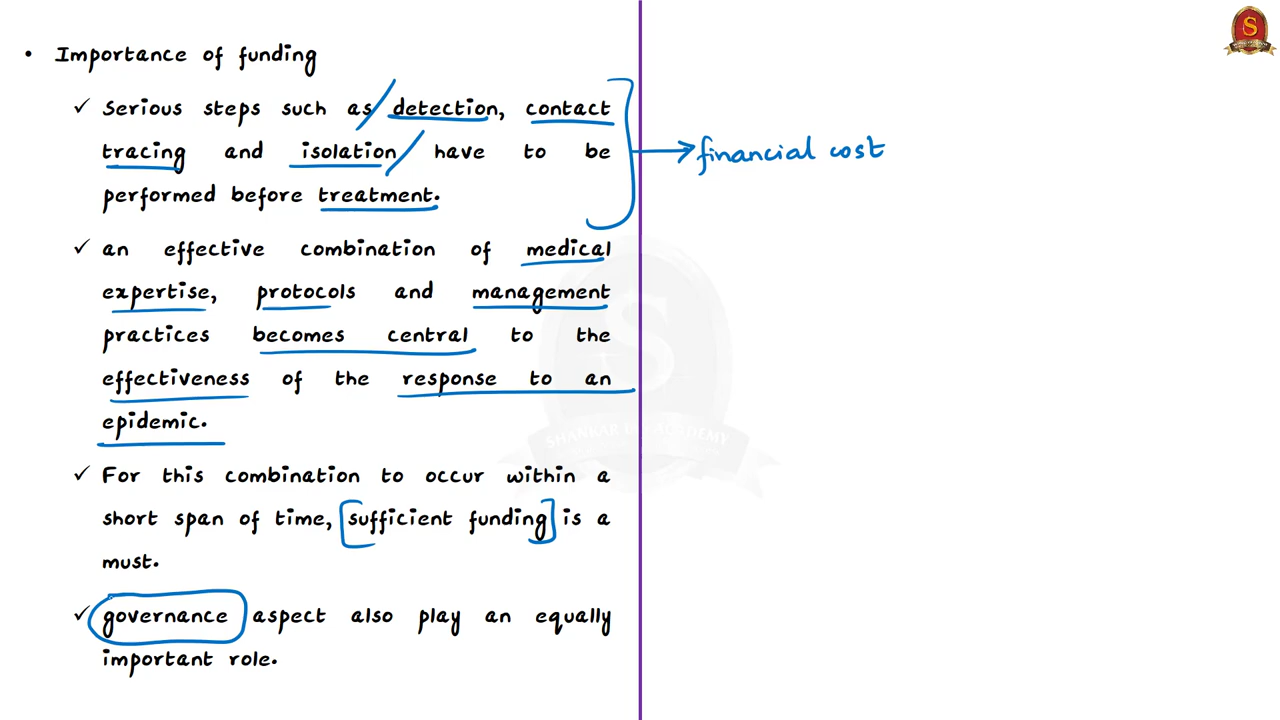 • Importance of funding
✓ Serious steps such as detection, contact
tracing and isolation have to be
performed before treatment.
✓ an effective combination of medical
expertise, protocols and management
practices becomes central to the
effectiveness of the response to an
epidemic.
✓ For this combination to occur within a
short span of time, [sufficient funding] is a
must.
✓ governance aspect also play an equally
important role.
financial cost
S